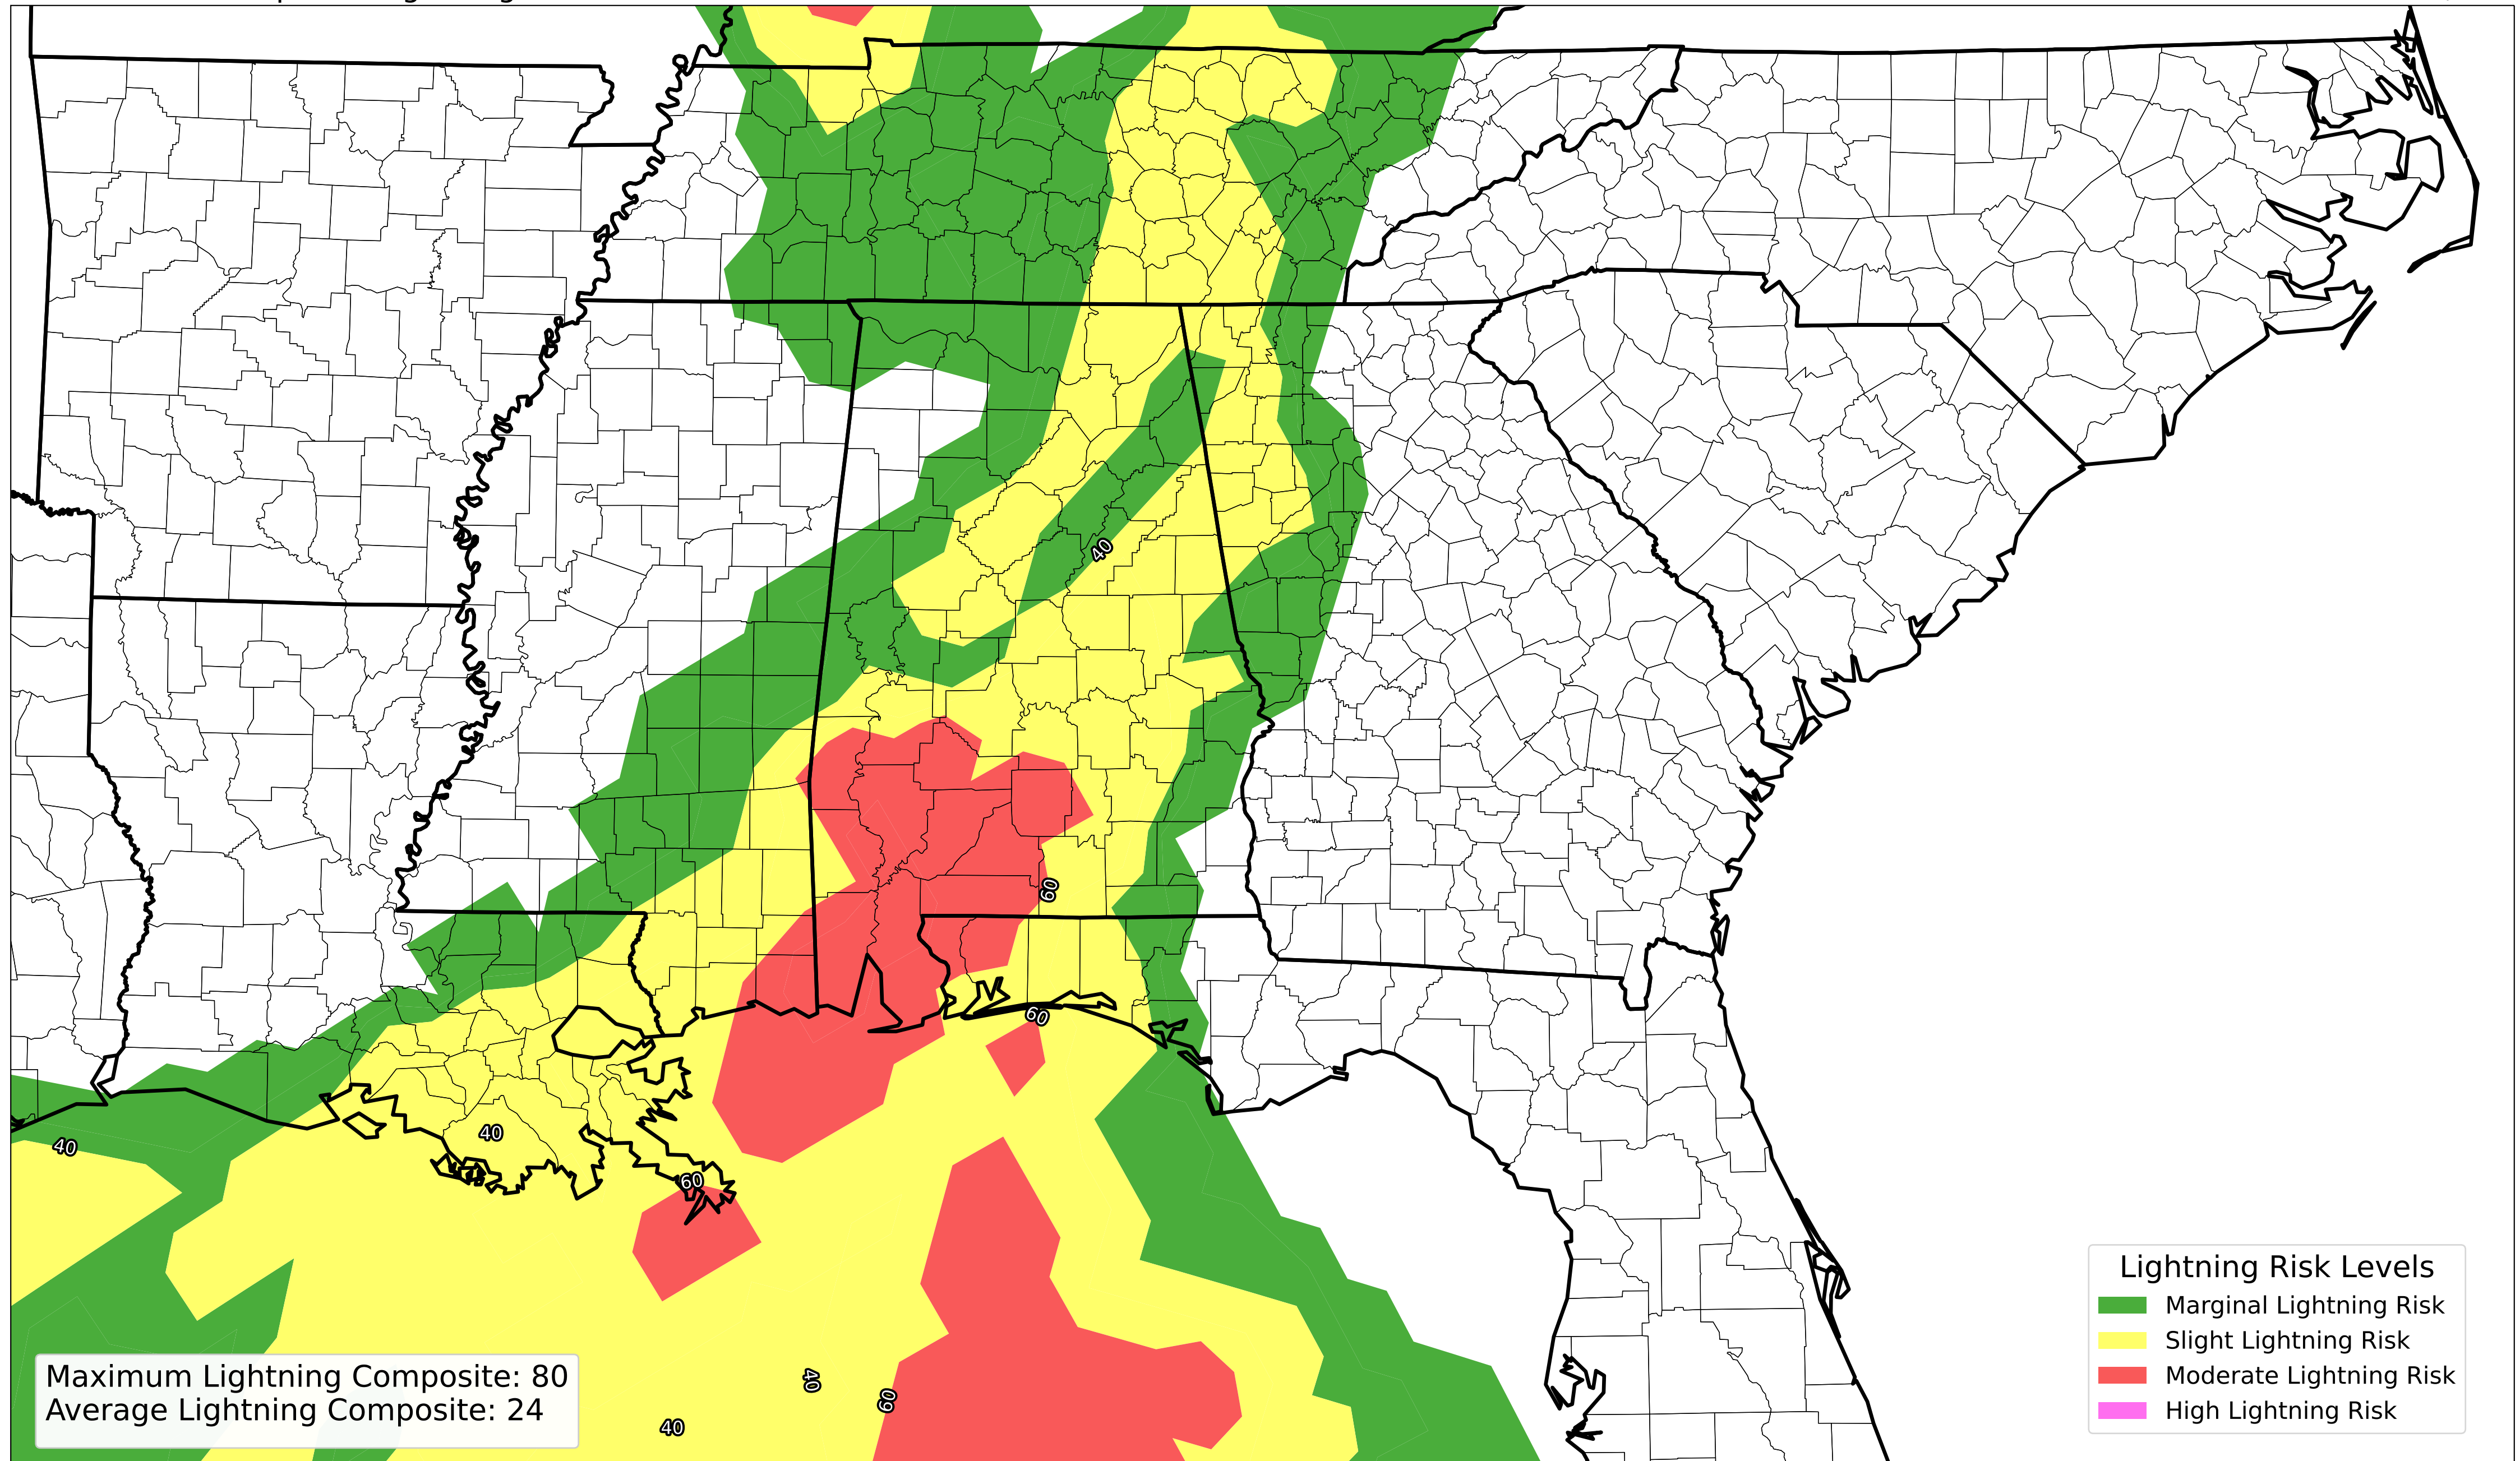 40
60
60
40
40
60
Lightning Risk Levels
Marginal Lightning Risk
Slight Lightning Risk
Moderate Lightning Risk
High Lightning Risk
40
60
40
Maximum Lightning Composite: 80
Average Lightning Composite: 24